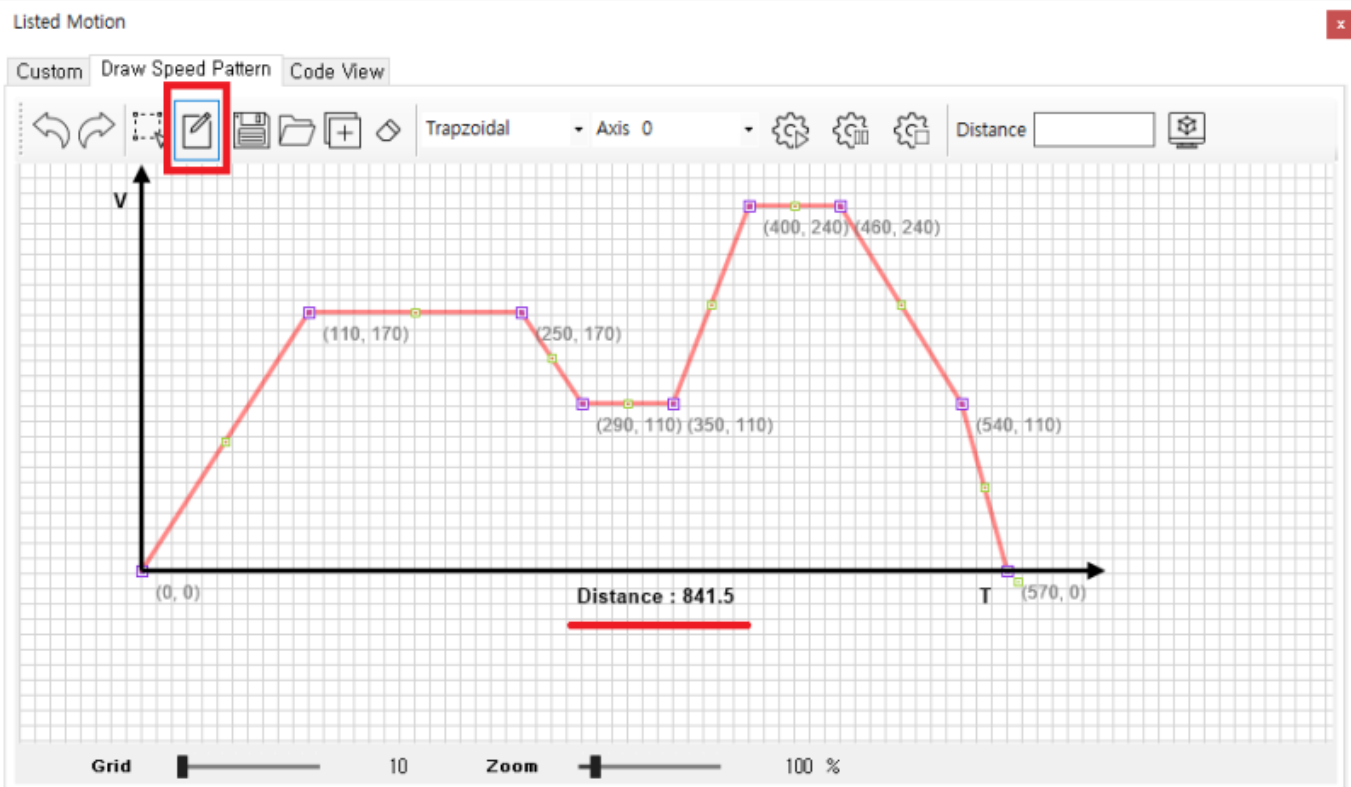 Listed Motion
x
Custom Draw Speed Pattern Code View
Trapzoidal Axis 0 Distance
V
(400, 240) (460, 240)
(110, 170) (250, 170)
(290, 110) (350, 110) (540, 110)
(0, 0) Distance : 841.5 T (570, 0)
Grid 10 Zoom 100 %